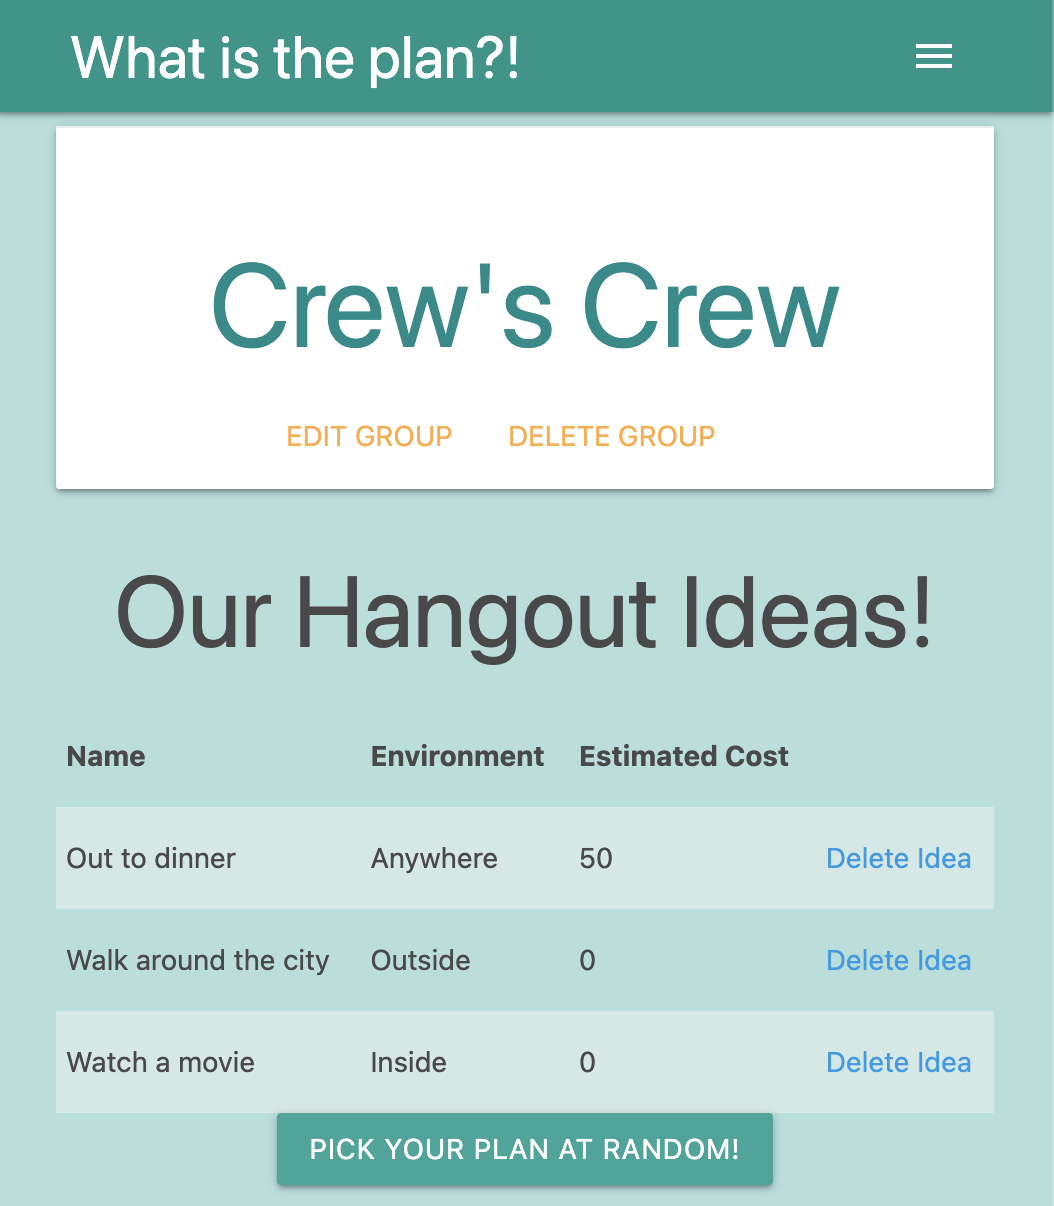 What is the plan?!
Crew's Crew
EDIT GROUP DELETE GROUP
Our Hangout Ideas!
Name Environment Estimated Cost
Out to dinner Anywhere 50 Delete Idea
Walk around the city Outside 0 Delete Idea
Watch a movie Inside 0 Delete Idea
PICK YOUR PLAN AT RANDOM!